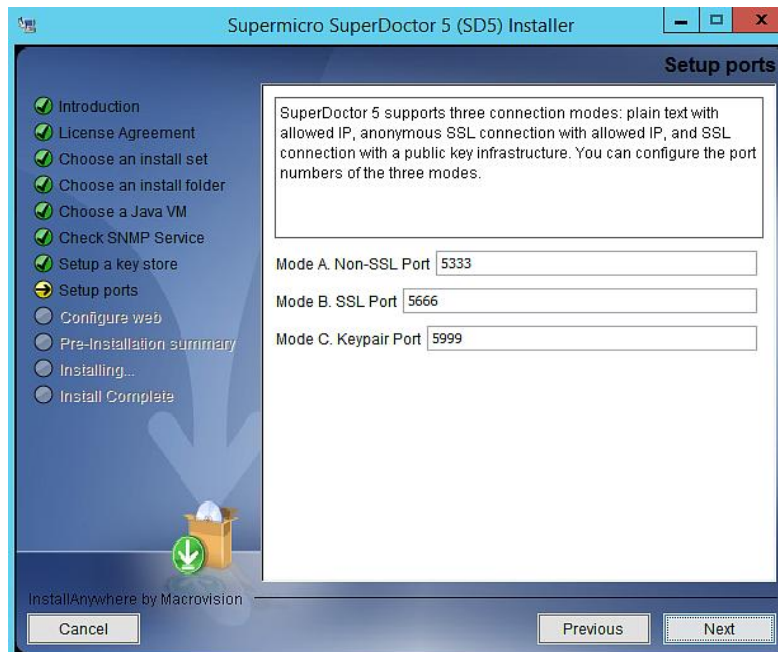 Supermicro SuperDoctor 5 (SD5) Installer
Setup ports
Introduction
License Agreement
Choose an install set
Choose an install folder
Choose a Java VM
Check SNMP Service
Setup a key store
Setup ports
Configure web
Pre-Installation summary
Installing...
Install Complete
SuperDoctor 5 supports three connection modes: plain text with
allowed IP, anonymous SSL connection with allowed IP, and SSL
connection with a public key infrastructure. You can configure the port
numbers of the three modes.
Mode A. Non-SSL Port 5333
Mode B. SSL Port 5666
Mode C. Keypair Port 5999
InstallAnywhere by Macrovision
Cancel
Previous
Next